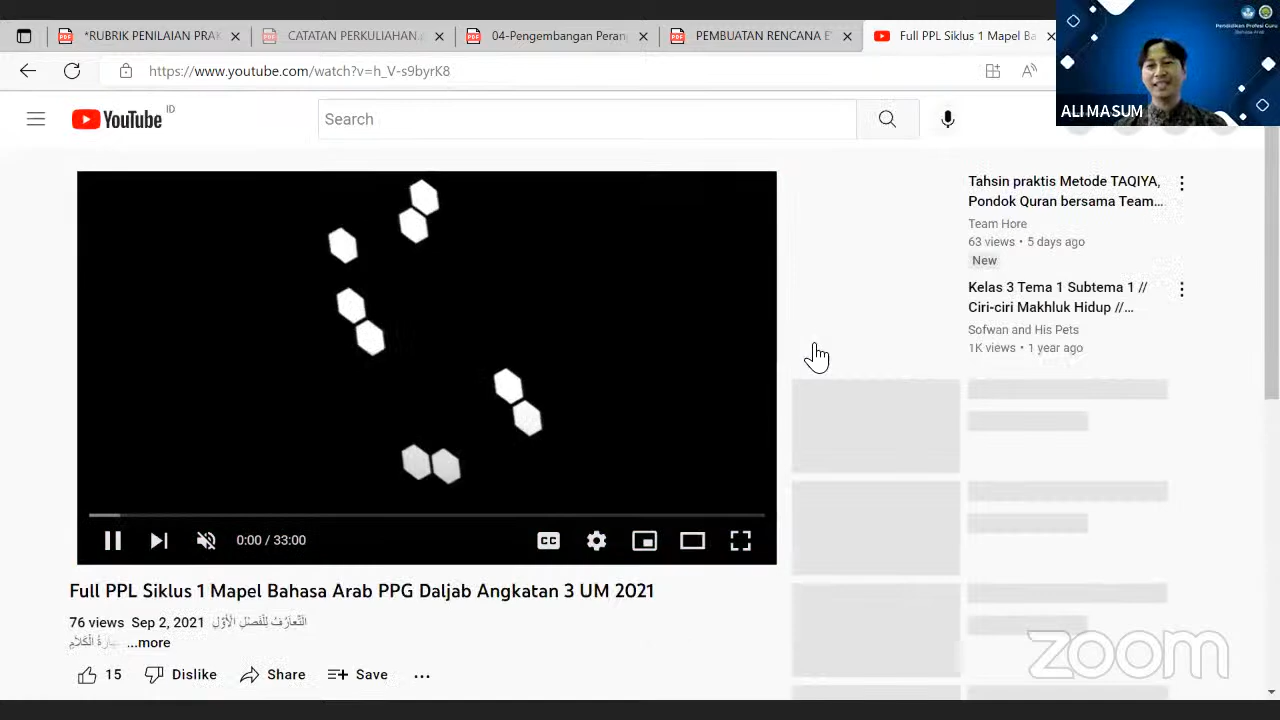 *RUBRIK PENILAIAN PRAK
CATATAN PERKULIAHAN.
04-Pengembangan Peran
PEMBUATAN RENCANA E
Full PPL Siklus 1 Mapel Ba
https://www.youtube.com/watch?v=h_V-s9byrK8
Pendidikan Profesi Guru
Bahasa Arab
ALI MASUM
YouTube ID
Search
Tahsin praktis Metode TAQIYA,
Pondok Quran bersama Team...
Team Hore
63 views • 5 days ago
New
Kelas 3 Tema 1 Subtema 1 //
Ciri-ciri Makhluk Hidup //...
Sofwan and His Pets
1K views • 1 year ago
0:00 / 33:00
CC
Full PPL Siklus 1 Mapel Bahasa Arab PPG Daljab Angkatan 3 UM 2021
76 views Sep 2, 2021 التَّعَارُفُ لِلْفَصْلِ الْأَوَّلِ
الْكَلَامِ ...more
15 Dislike Share Save
zoom